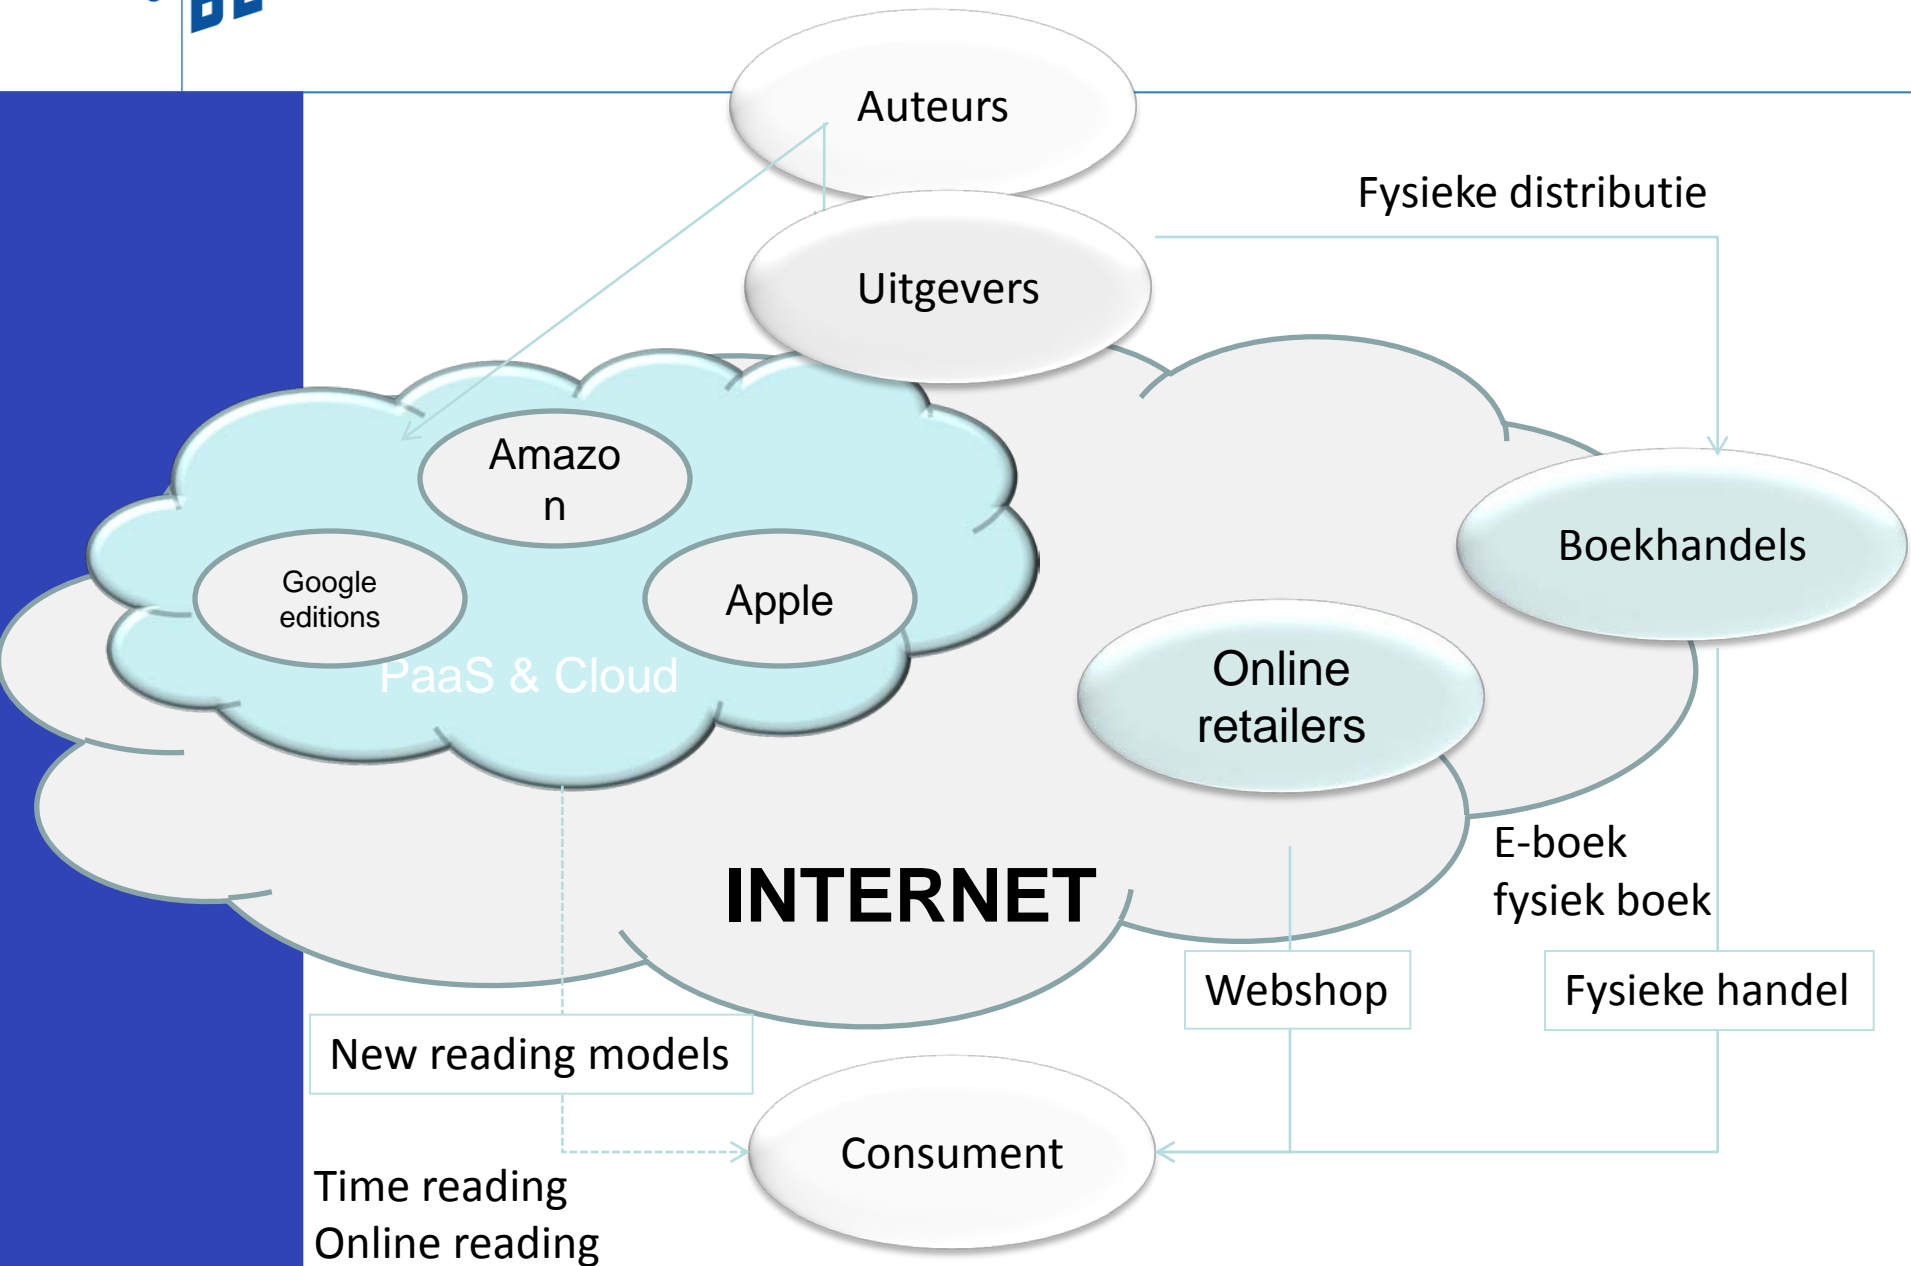 Auteurs
Fysieke distributie
Uitgevers
Amazo
n
Boekhandels
Google
editions
Apple
PaaS & Cloud
Online
retailers
E-boek
fysiek boek
INTERNET
Webshop
Fysieke handel
New reading models
Consument
Time reading
Online reading